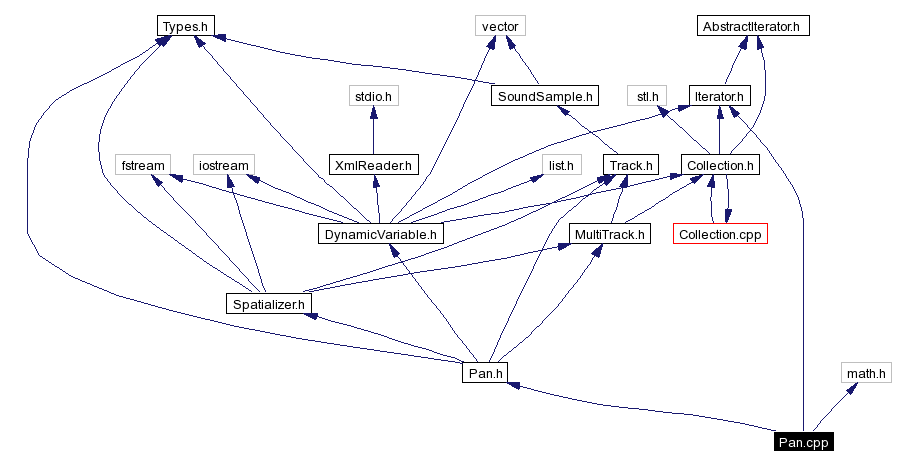 Types.h
vector
AbstractIterator.h
stdio.h
SoundSample.h
stl.h
Iterator.h
fstream
iostream
XmlReader.h
list.h
Track.h
Collection.h
DynamicVariable.h
MultiTrack.h
Collection.cpp
Spatializer.h
Pan.h
math.h
Pan.cpp